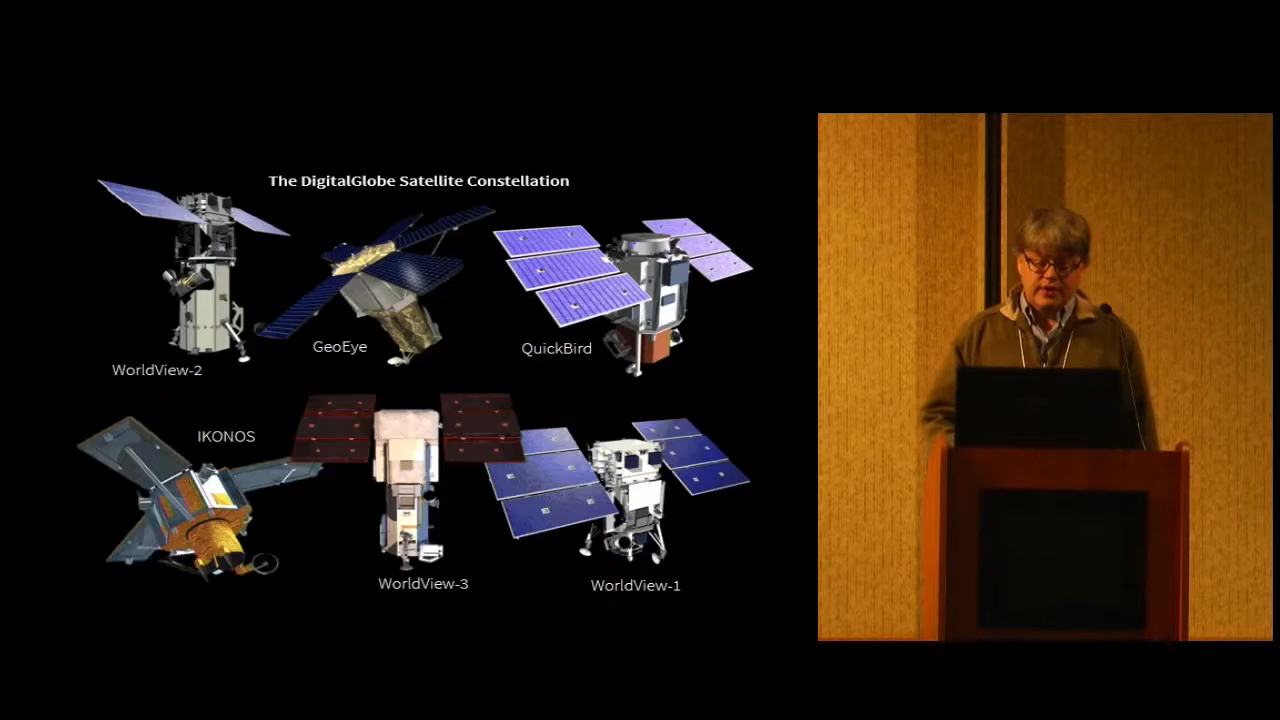 The DigitalGlobe Satellite Constellation
WorldView-2
GeoEye
QuickBird
IKONOS
WorldView-3
WorldView-1